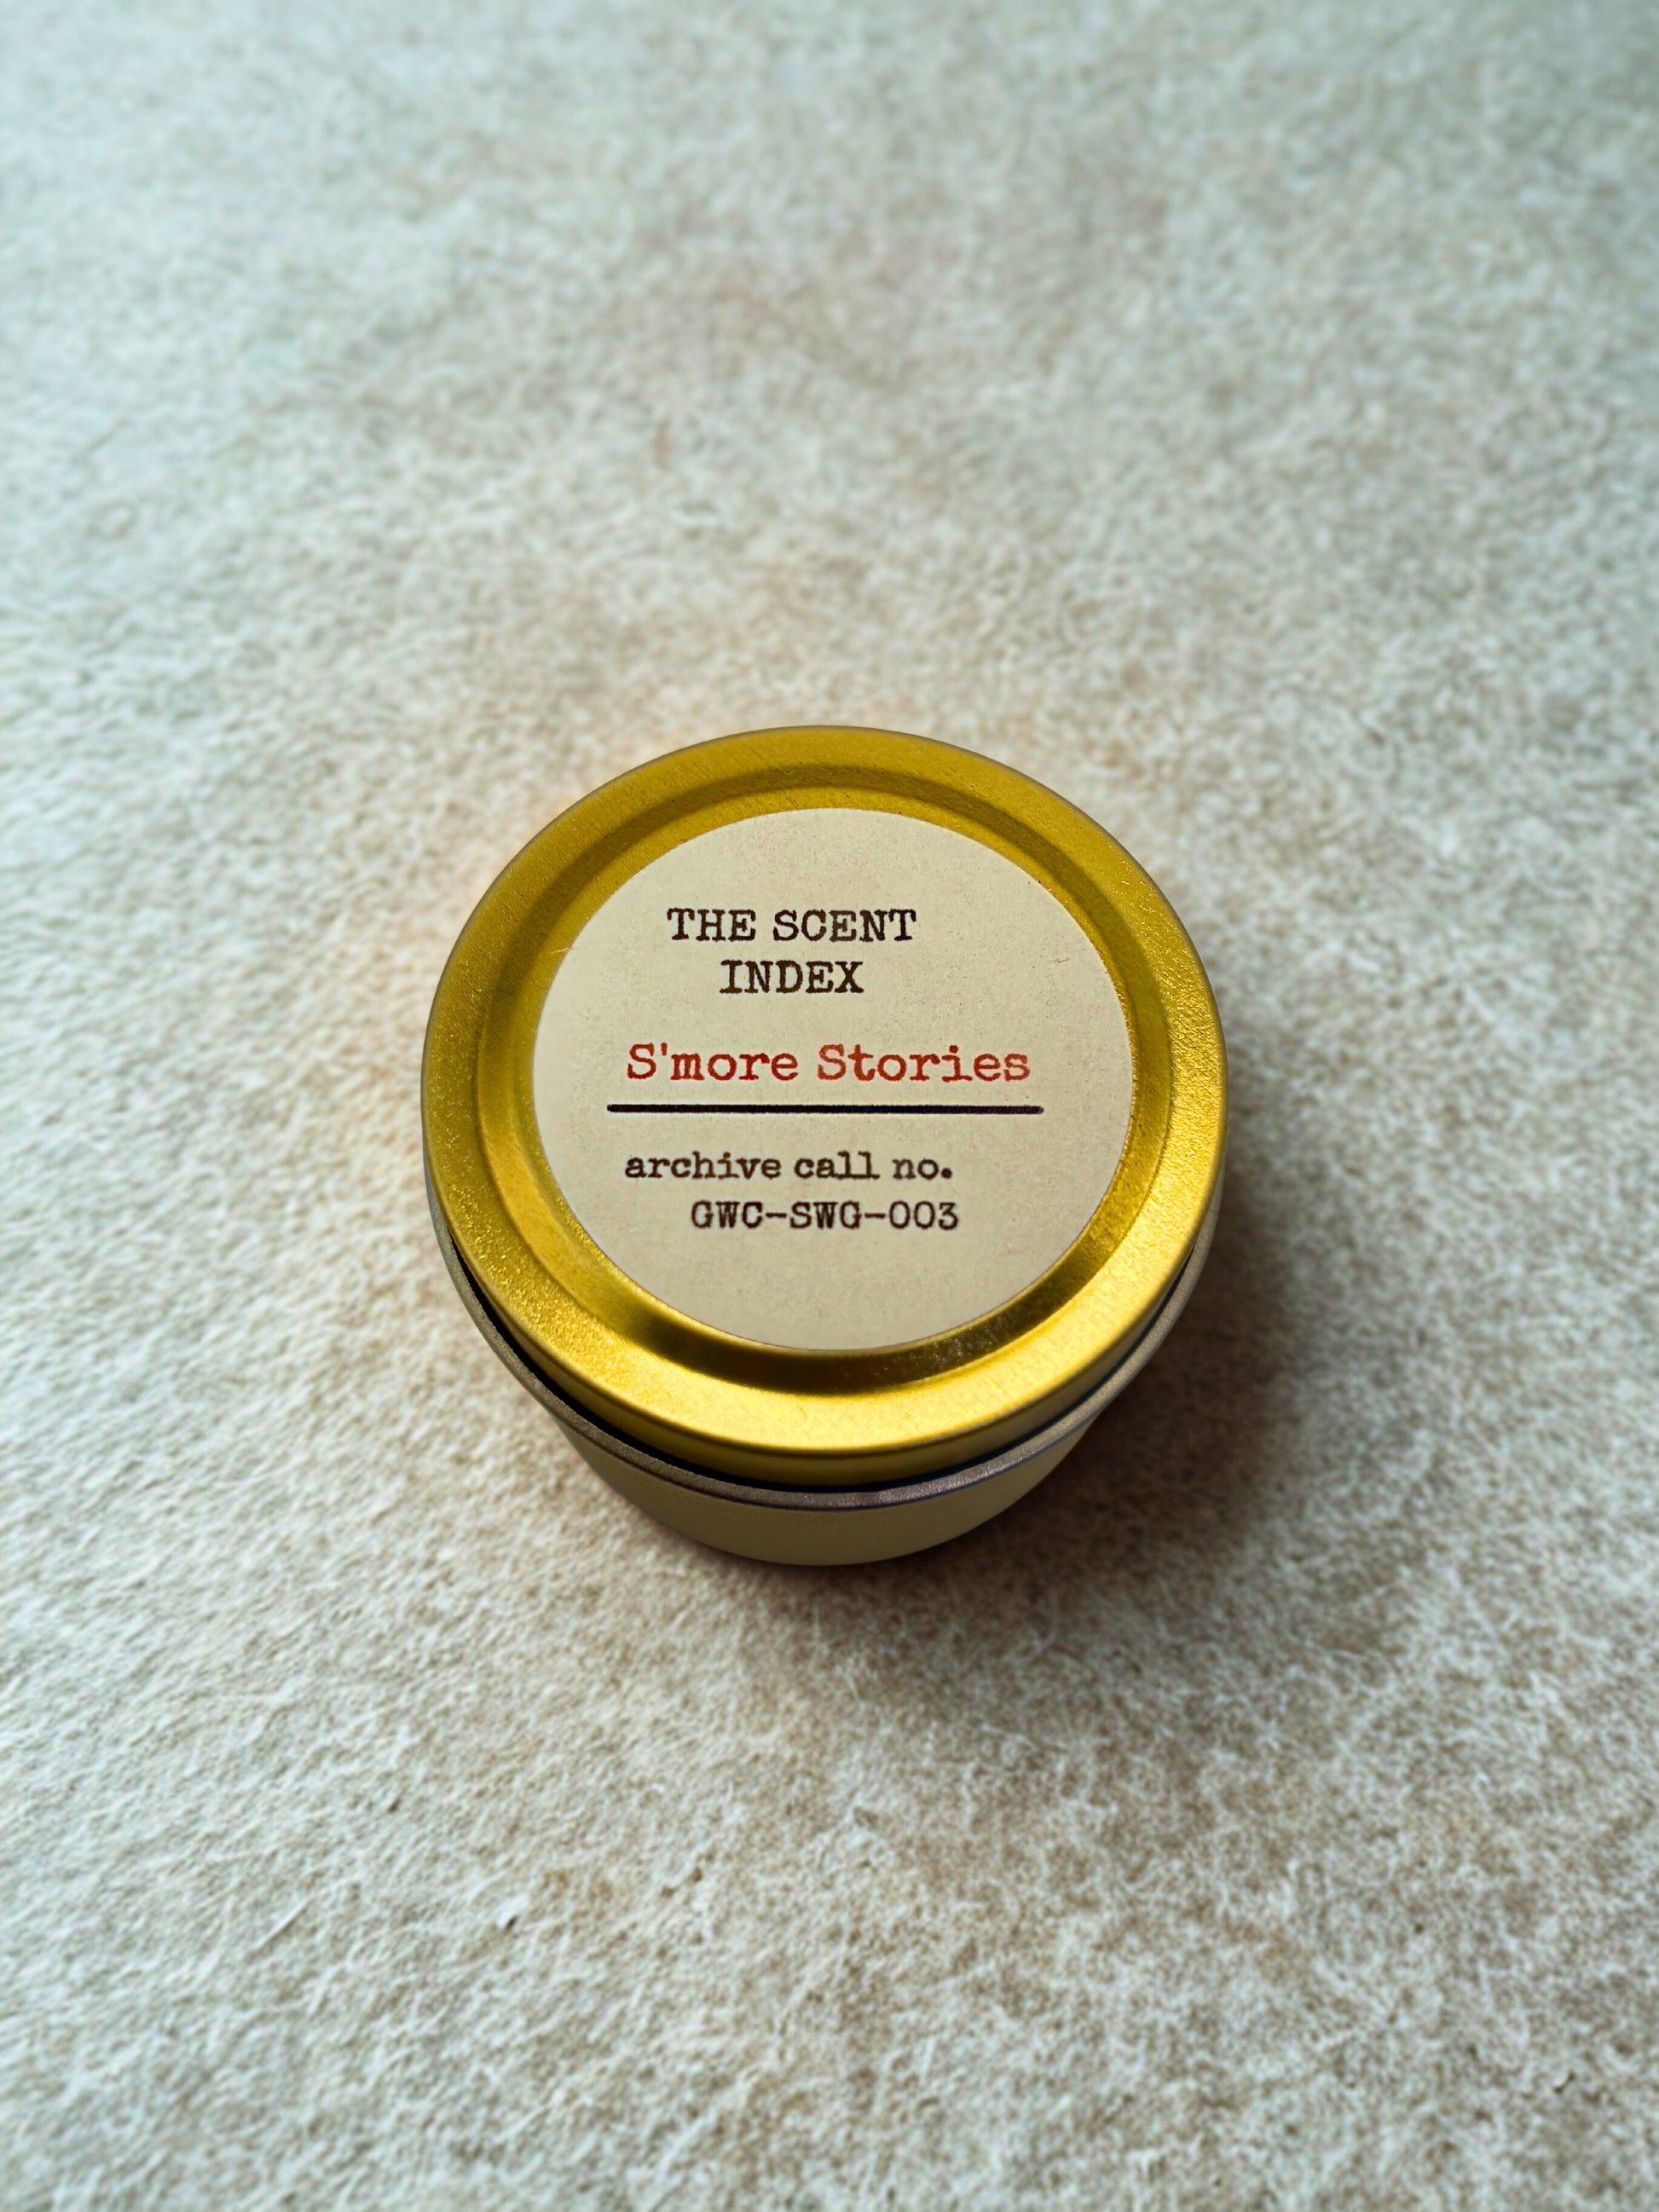 THE SCENT
INDEX
S'more Stories
archive call no.
GWC-SWG-003